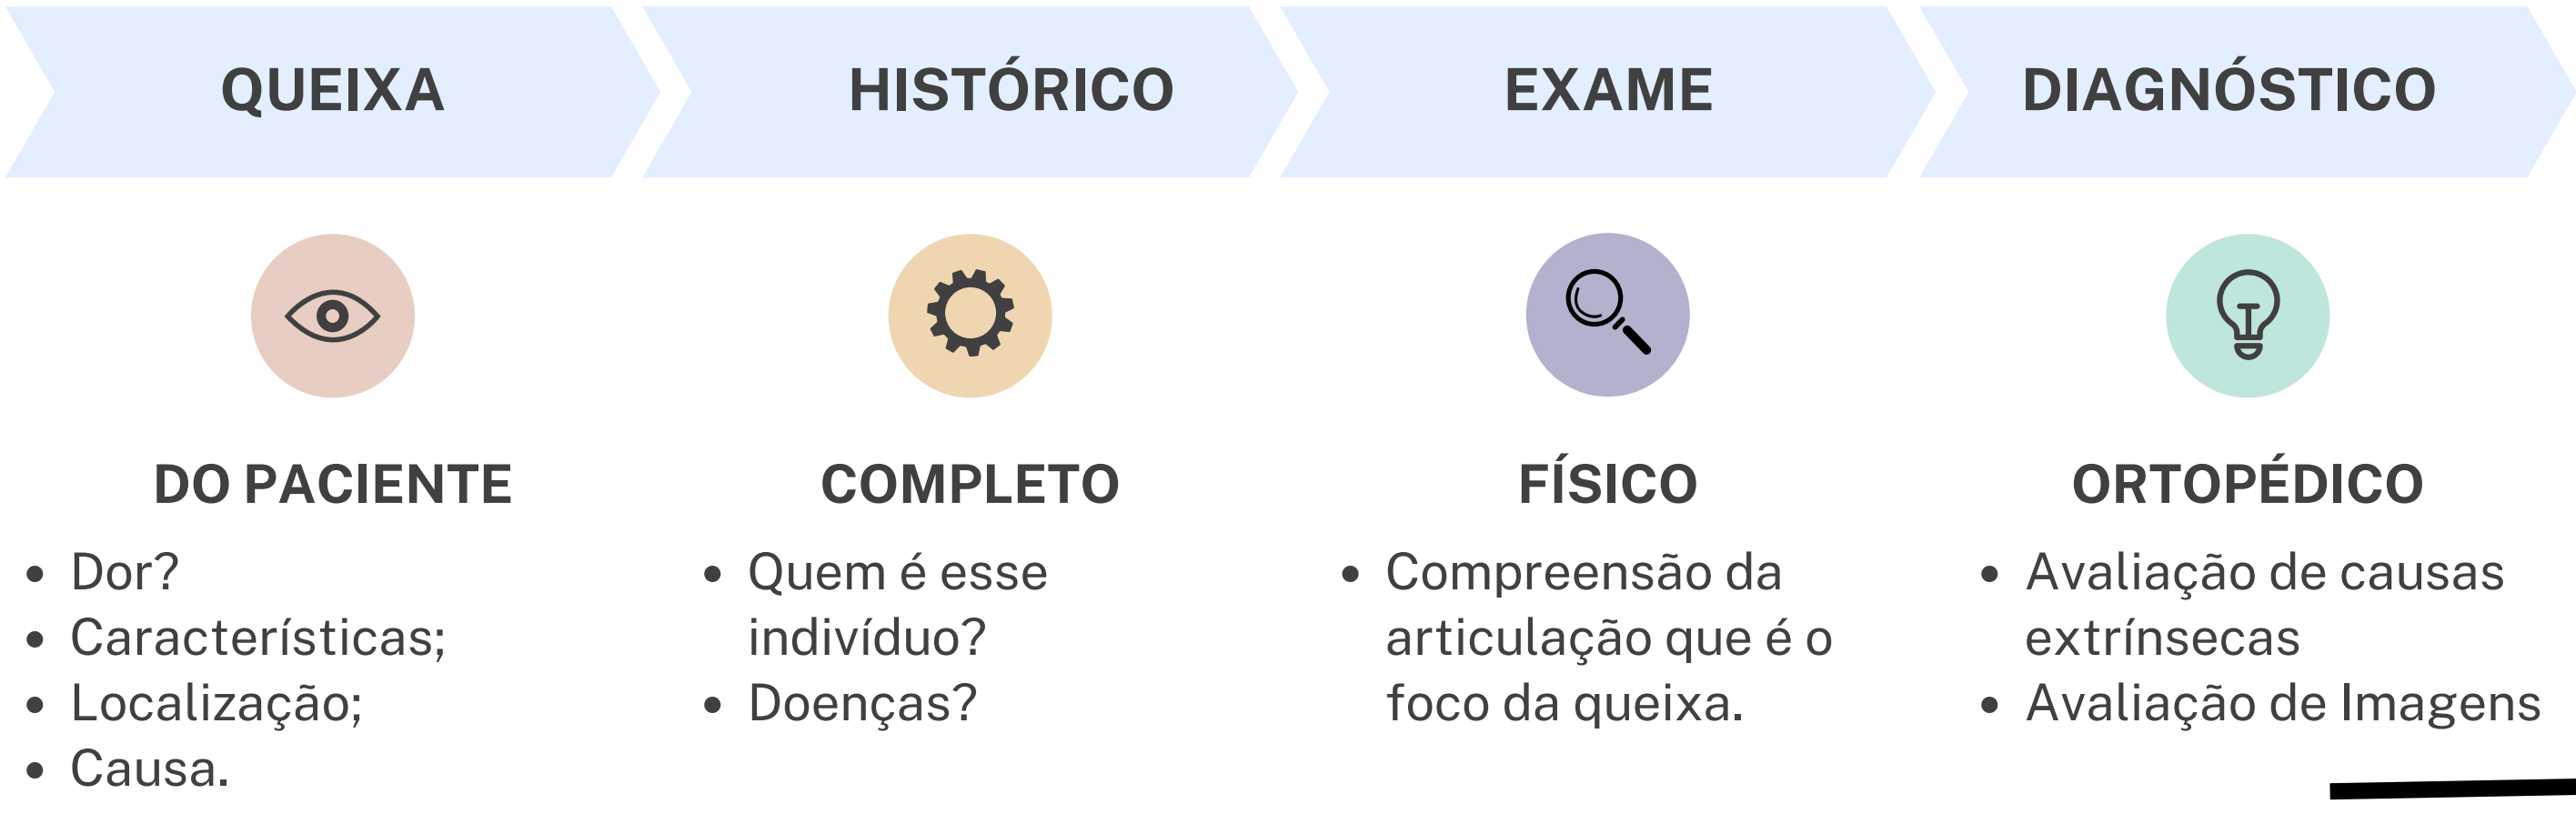 QUEIXA
HISTÓRICO
EXAME
DIAGNÓSTICO
DO PACIENTE
• Dor?
• Características;
• Localização;
• Causa.
COMPLETO
• Quem é esse
indivíduo?
• Doenças?
FÍSICO
• Compreensão da
articulação que é o
foco da queixa.
ORTOPÉDICO
• Avaliação de causas
extrínsecas
• Avaliação de Imagens